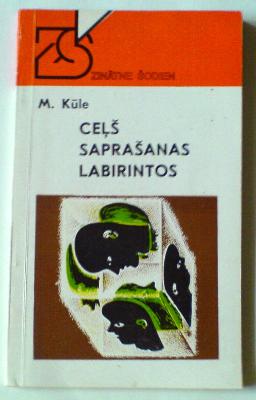 ZS
ZINĀTNE ŠODIEN
M. Kūle
CEĻŠ
SAPRAŠANAS
LABIRINTOS